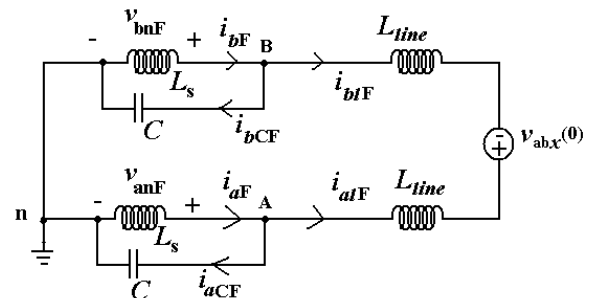 v_bnF
- + i_bF B L_line
L_s i_blF
C i_bCF
v_abx(0)
- +
v_anF i_aF A L_line
n - +
L_s i_alF
C i_aCF